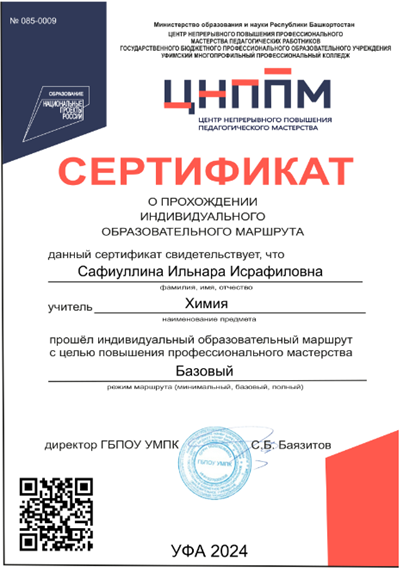 № 085-0009
Министерство образования и науки Республики Башкортостан
ЦЕНТР НЕПРЕРЫВНОГО ПОВЫШЕНИЯ ПРОФЕССИОНАЛЬНОГО
МАСТЕРСТВА ПЕДАГОГИЧЕСКИХ РАБОТНИКОВ
ГОСУДАРСТВЕННОГО БЮДЖЕТНОГО ПРОФЕССИОНАЛЬНОГО ОБРАЗОВАТЕЛЬНОГО УЧРЕЖДЕНИЯ
УФИМСКИЙ МНОГОПРОФИЛЬНЫЙ ПРОФЕССИОНАЛЬНЫЙ КОЛЛЕДЖ
ОБРАЗОВАНИЕ
НАЦИОНАЛЬНЫЕ
ПРОЕКТЫ
РОССИИ
ЦНППМ
ЦЕНТР НЕПРЕРЫВНОГО ПОВЫШЕНИЯ
ПЕДАГОГИЧЕСКОГО МАСТЕРСТВА
СЕРТИФИКАТ
О ПРОХОЖДЕНИИ
ИНДИВИДУАЛЬНОГО
ОБРАЗОВАТЕЛЬНОГО МАРШРУТА
данный сертификат свидетельствует, что
Сафиуллина Ильнара Исрафиловна
фамилия, имя, отчество
учитель Химия
наименование предмета
прошёл индивидуальный образовательный маршрут
с целью повышения профессионального мастерства
Базовый
режим маршрута (минимальный, базовый, полный)
директор ГБПОУ УМПК С.Б. Баязитов
ГБПОУ УМПК
УФА 2024